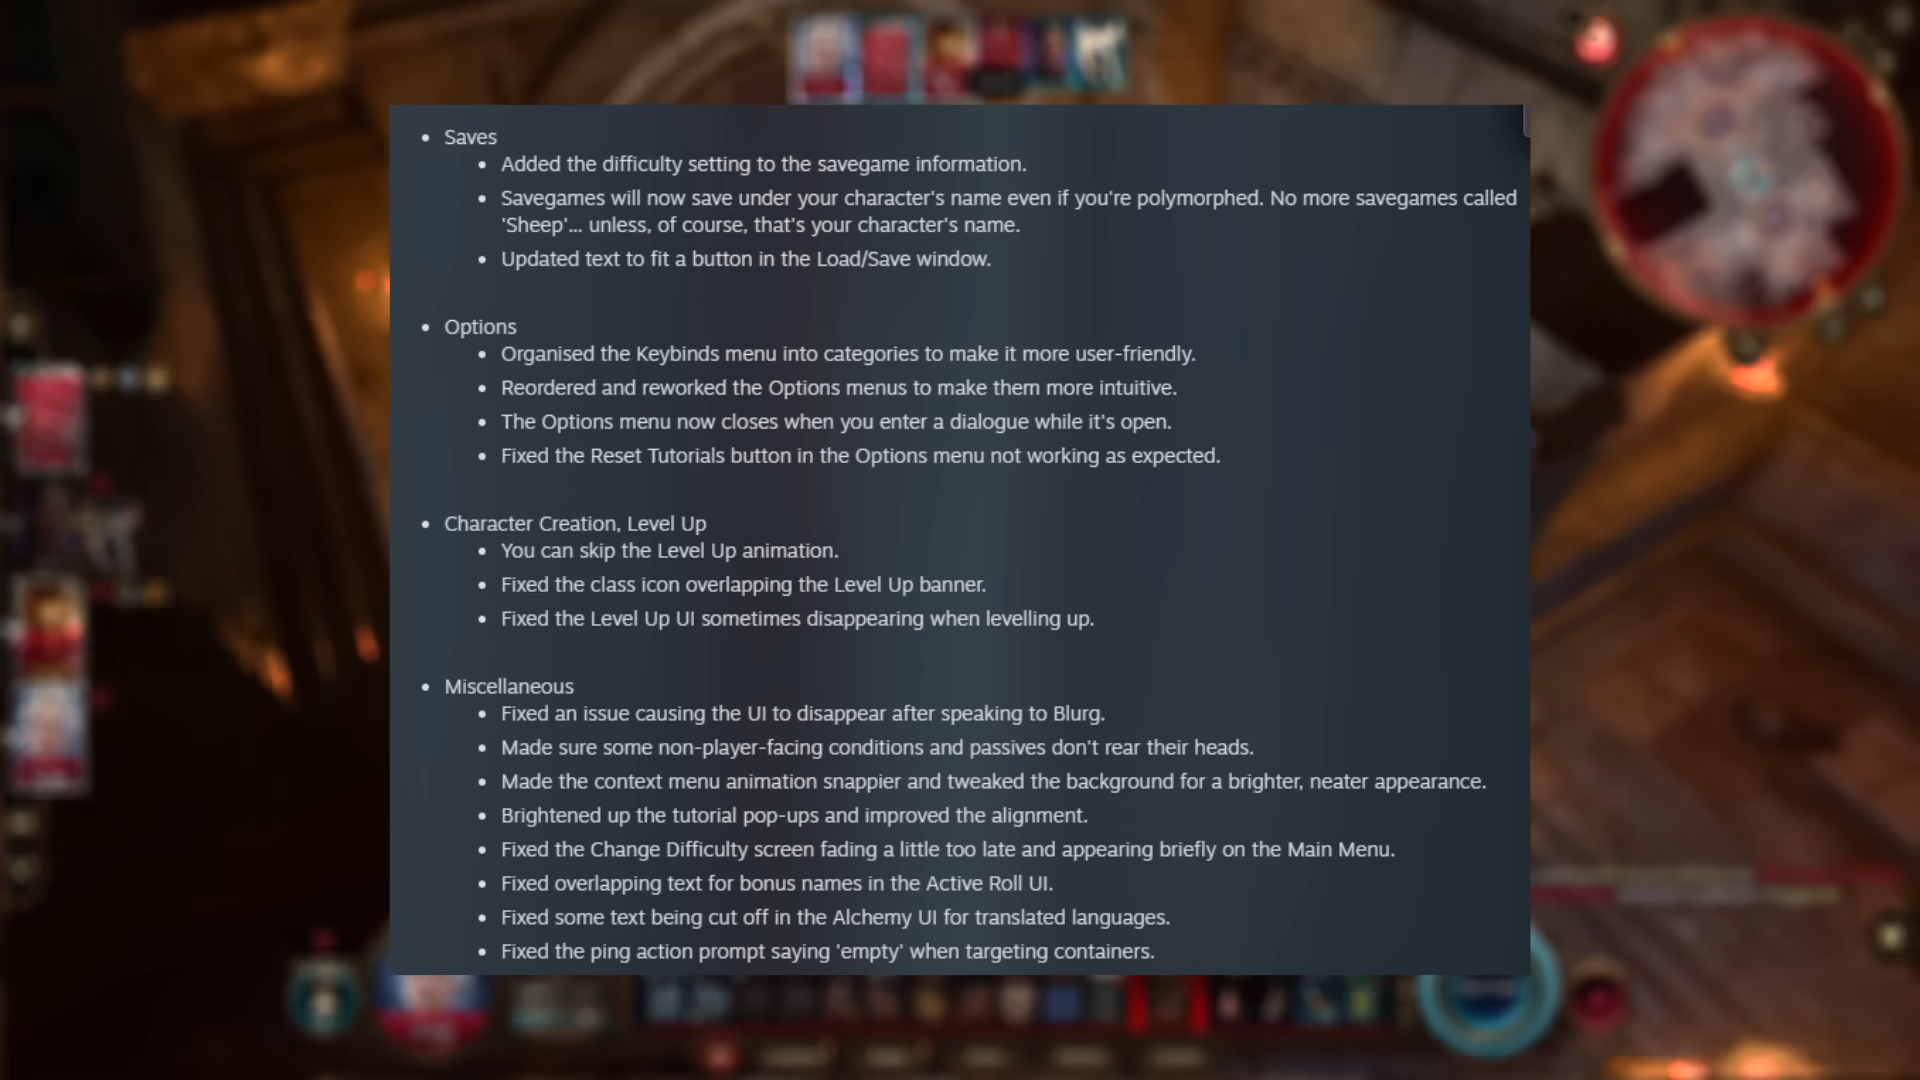 Saves
Added the difficulty setting to the savegame information.
Savegames will now save under your character's name even if you're polymorphed. No more savegames called
'Sheep'... unless, of course, that's your character's name.
Updated text to fit a button in the Load/Save window.
Options
Organised the Keybinds menu into categories to make it more user-friendly.
Reordered and reworked the Options menus to make them more intuitive.
The Options menu now closes when you enter a dialogue while it's open.
Fixed the Reset Tutorials button in the Options menu not working as expected.
Character Creation, Level Up
You can skip the Level Up animation.
Fixed the class icon overlapping the Level Up banner.
Fixed the Level Up UI sometimes disappearing when levelling up.
Miscellaneous
Fixed an issue causing the UI to disappear after speaking to Blurg.
Made sure some non-player-facing conditions and passives don't rear their heads.
Made the context menu animation snappier and tweaked the background for a brighter, neater appearance.
Brightened up the tutorial pop-ups and improved the alignment.
Fixed the Change Difficulty screen fading a little too late and appearing briefly on the Main Menu.
Fixed overlapping text for bonus names in the Active Roll UI.
Fixed some text being cut off in the Alchemy UI for translated languages.
Fixed the ping action prompt saying 'empty' when targeting containers.